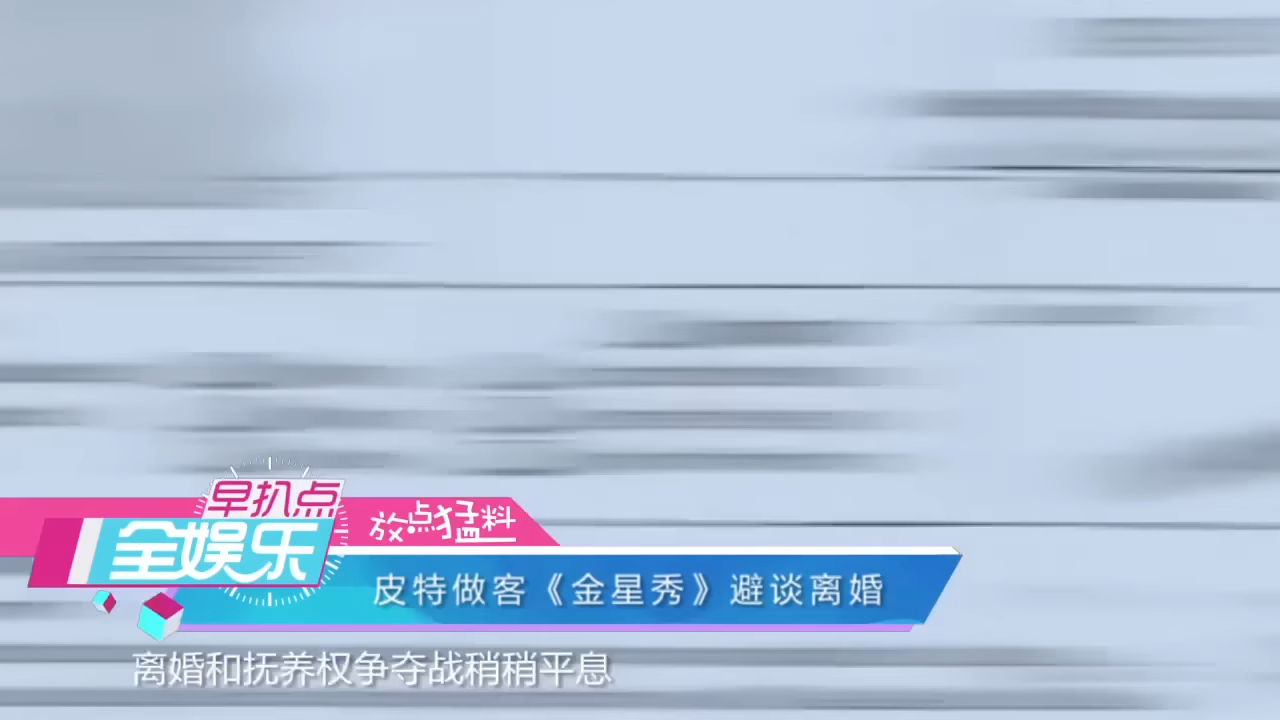 早扒点
全娱乐
放点猛料
皮特做客《金星秀》避谈离婚
离婚和抚养权争夺战稍稍平息